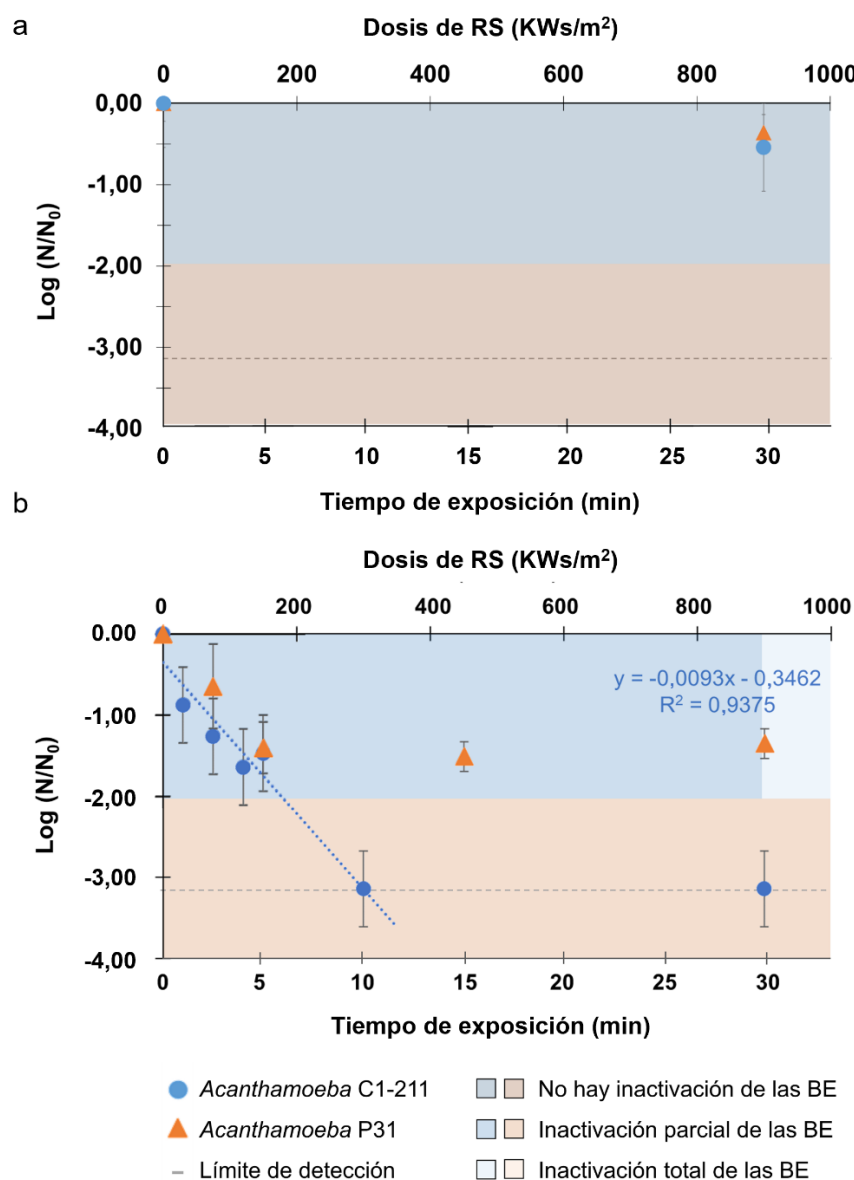 a
Dosis de RS (KWs/m²)
0 200 400 600 800 1000
0,00
-1,00
-2,00
-3,00
-4,00
Log (N/N₀)
0 5 10 15 20 25 30
Tiempo de exposición (min)
b
Dosis de RS (KWs/m²)
0 200 400 600 800 1000
0.00
-1,00
-2,00
-3,00
-4,00
Log (N/N₀)
y = -0,0093x - 0,3462
R² = 0,9375
0 5 10 15 20 25 30
Tiempo de exposición (min)
Acanthamoeba C1-211
No hay inactivación de las BE
Acanthamoeba P31
Inactivación parcial de las BE
Límite de detección
Inactivación total de las BE